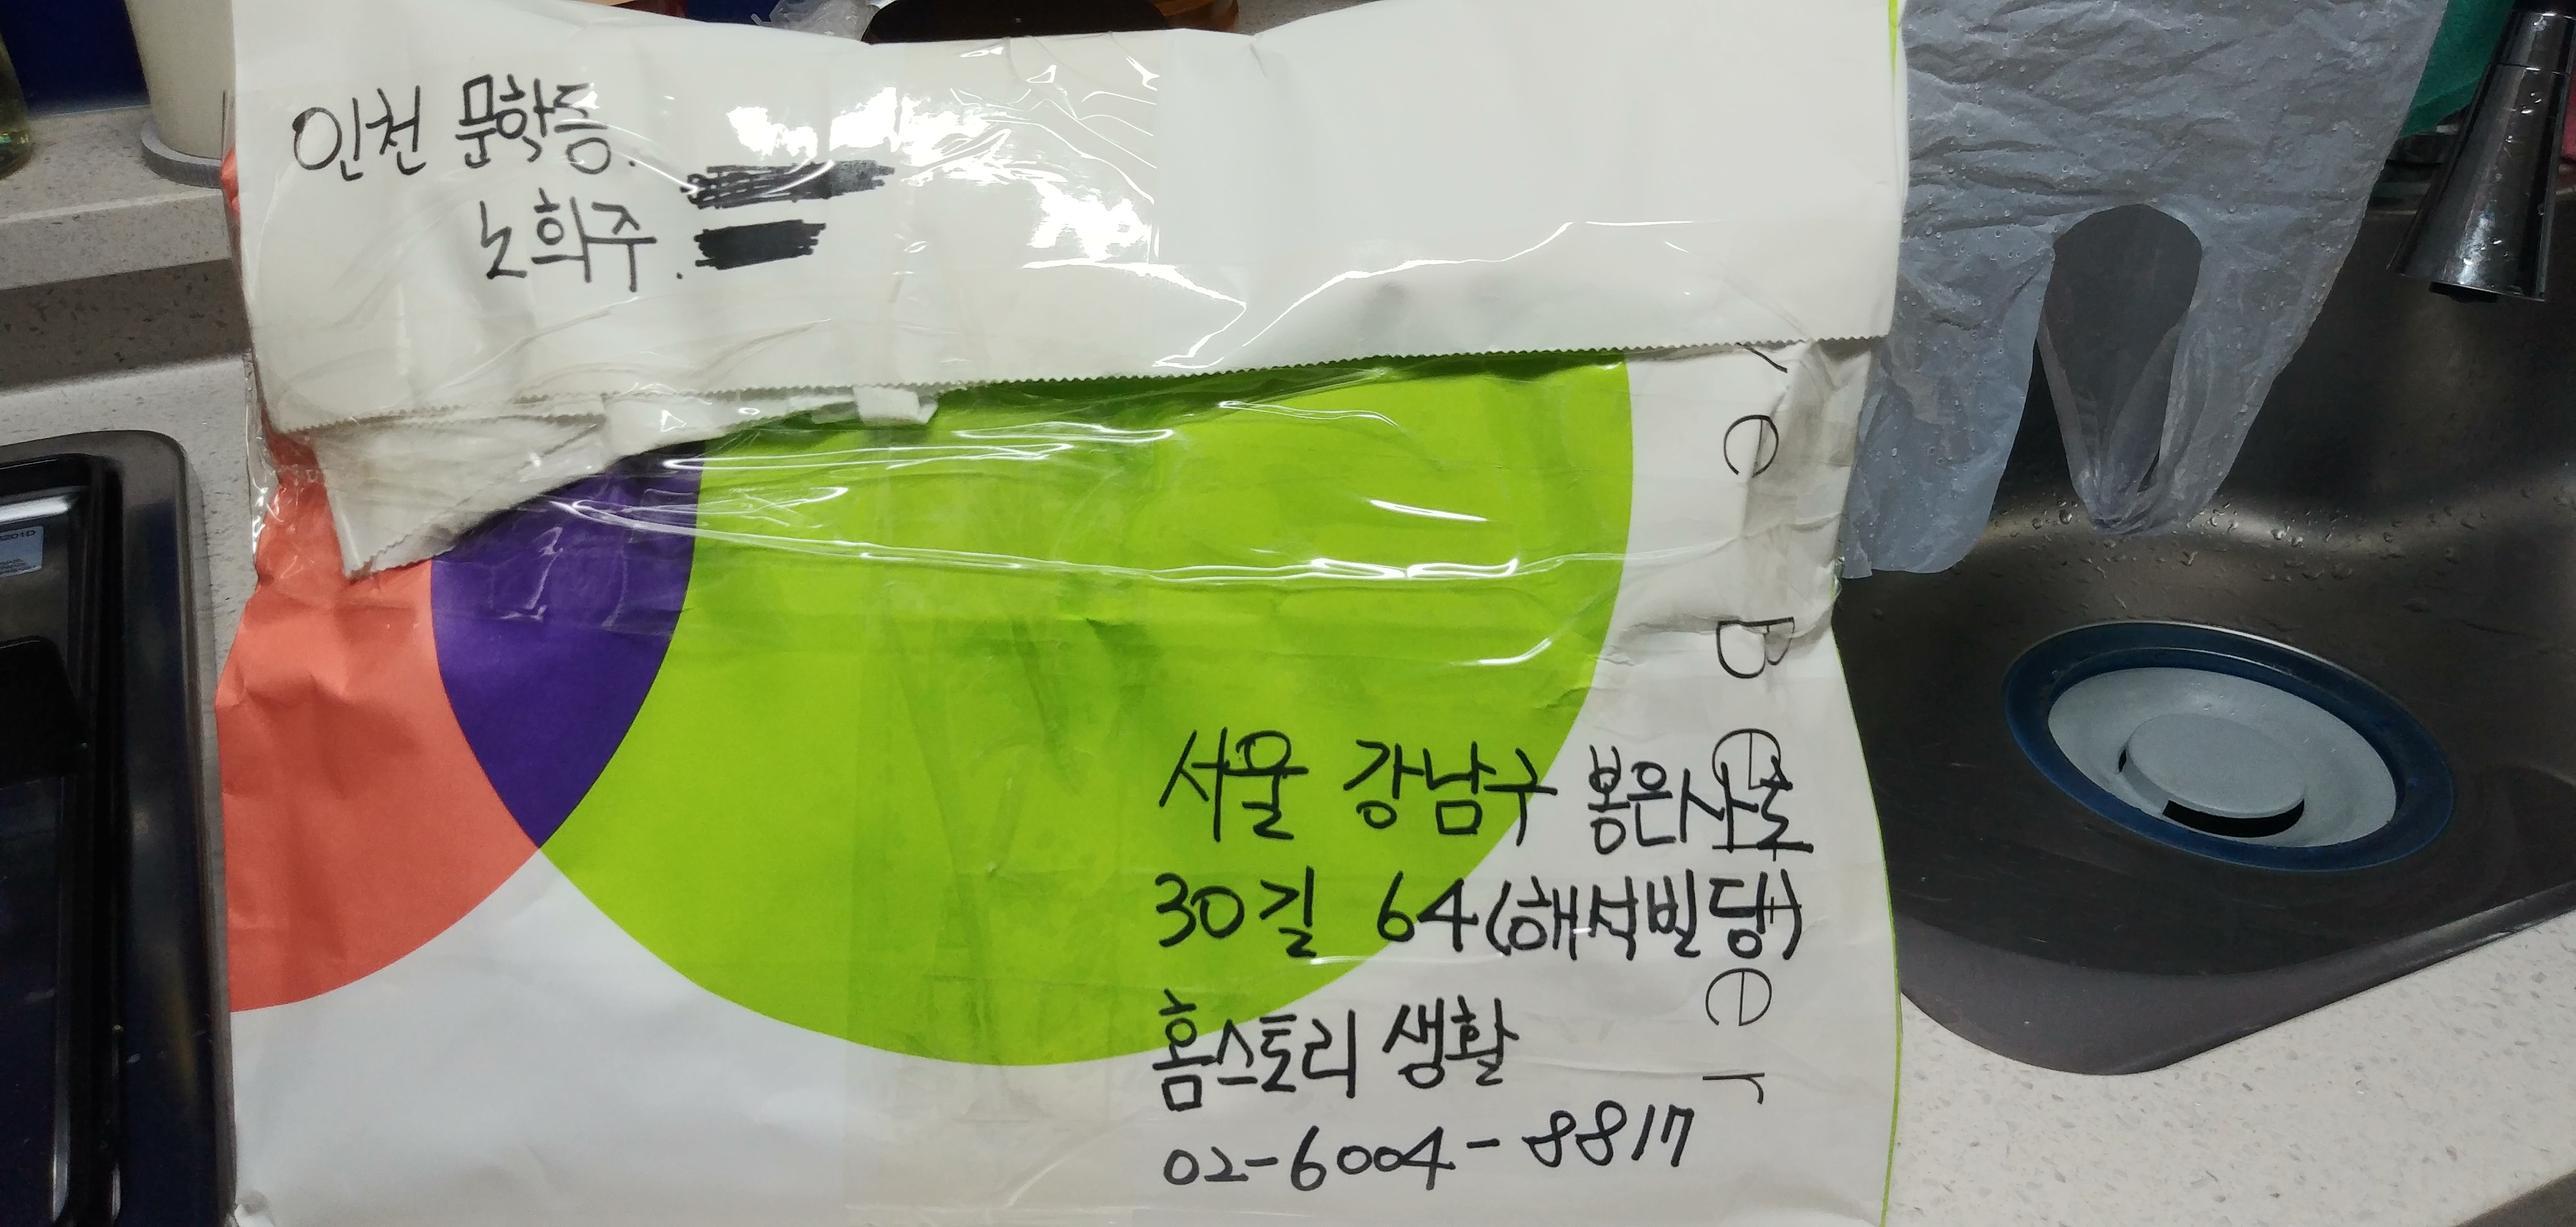 인천 문학동.
노희주.
서울 강남구 봉은사로
30길 64(해석빌딩)
홈스토리 생활
02-6004-8817
e Beer